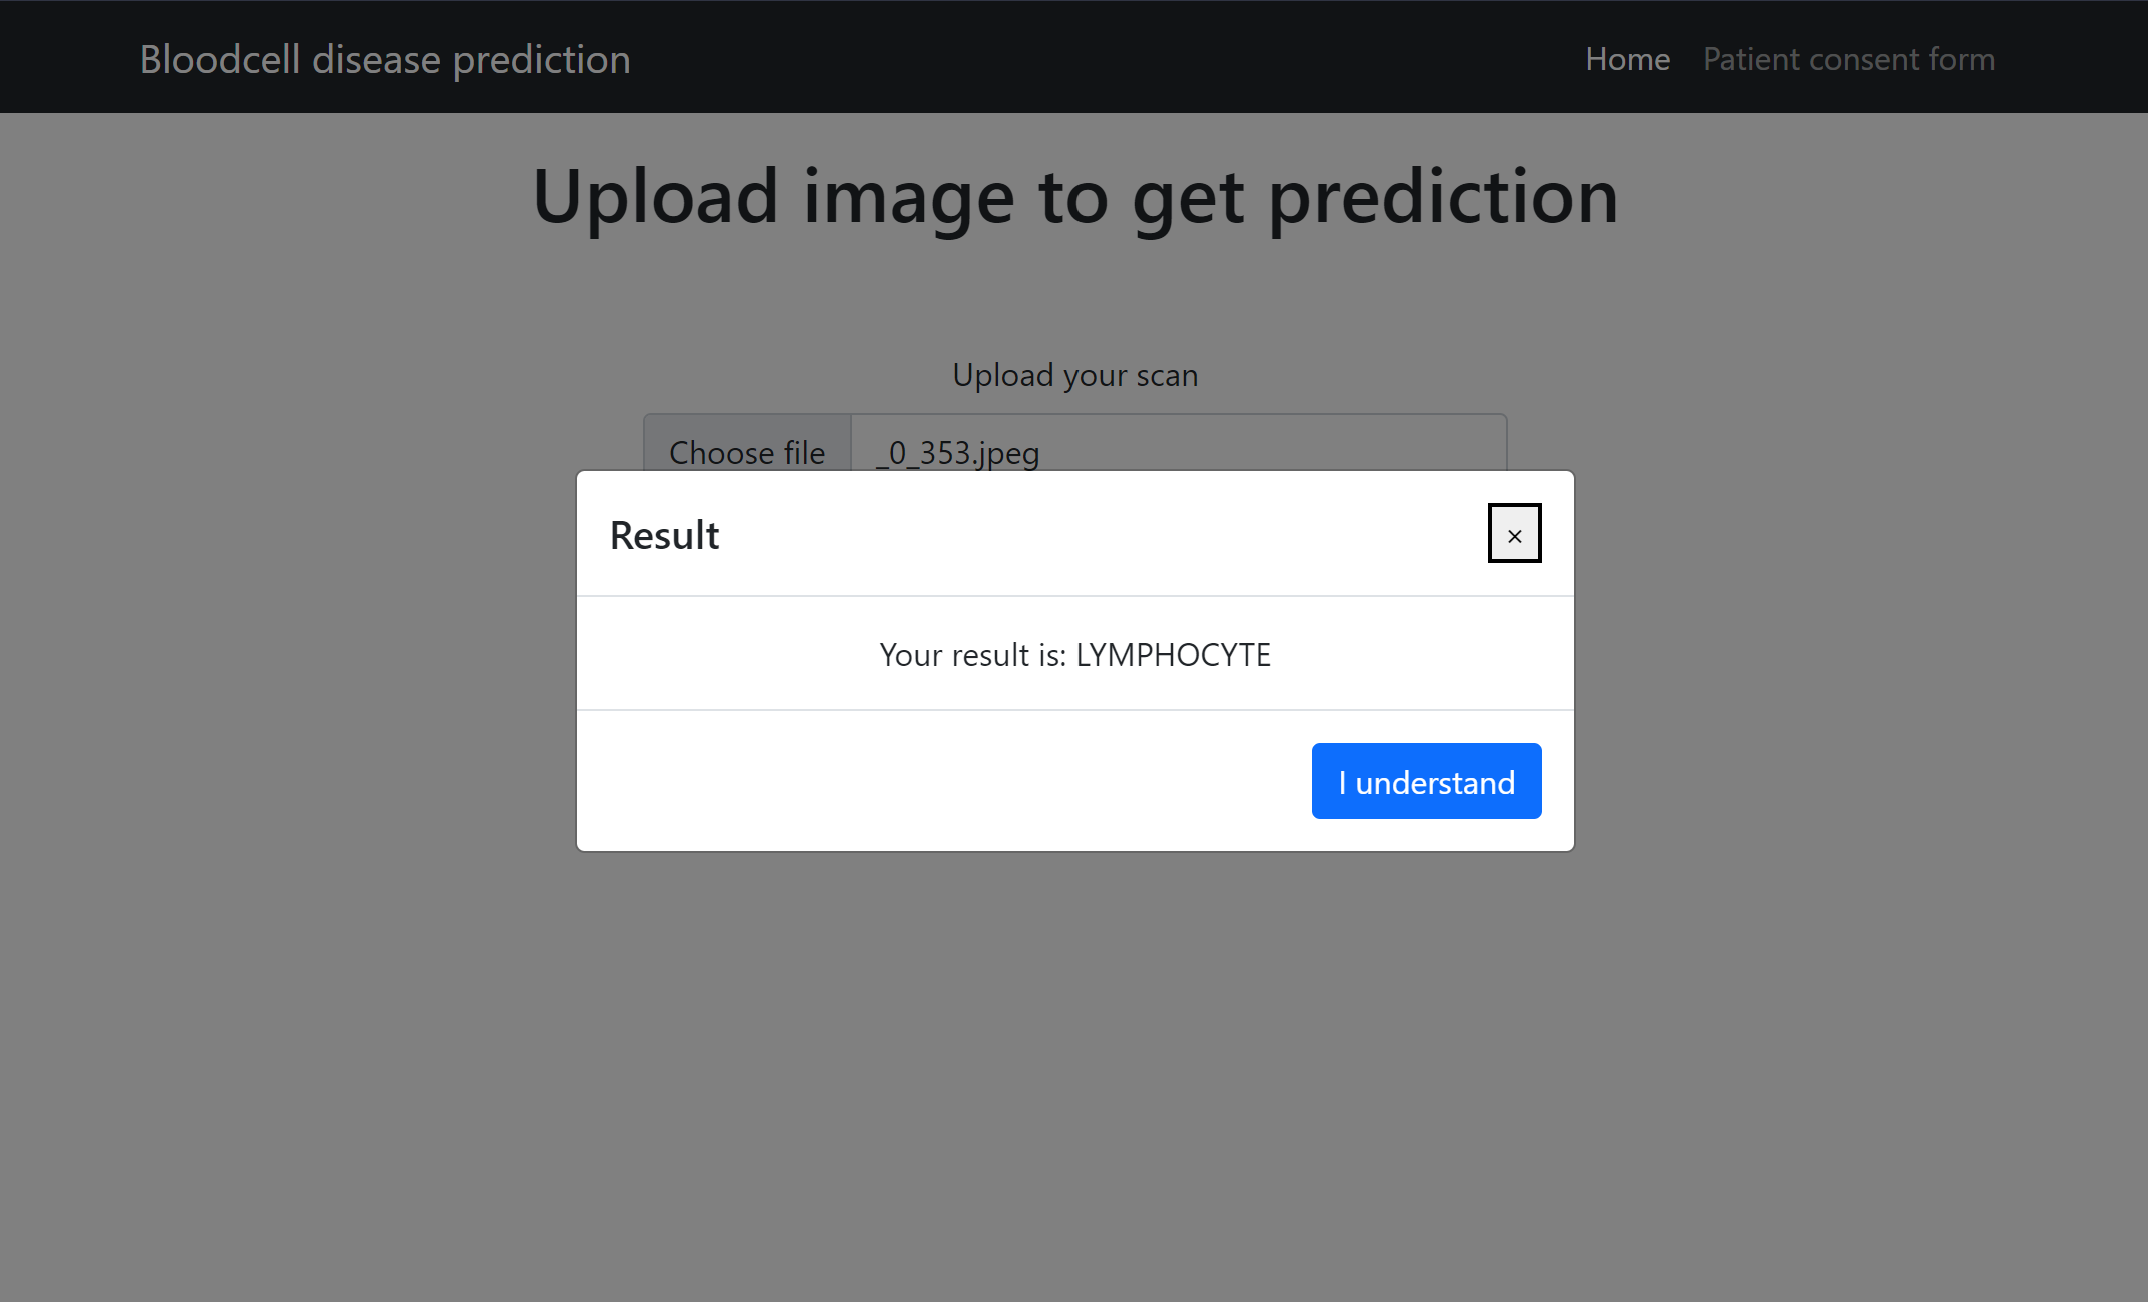 Bloodcell disease prediction
Home
Patient consent form
Upload image to get prediction
Upload your scan
Choose file
_0_353.jpeg
Result
×
Your result is: LYMPHOCYTE
I understand